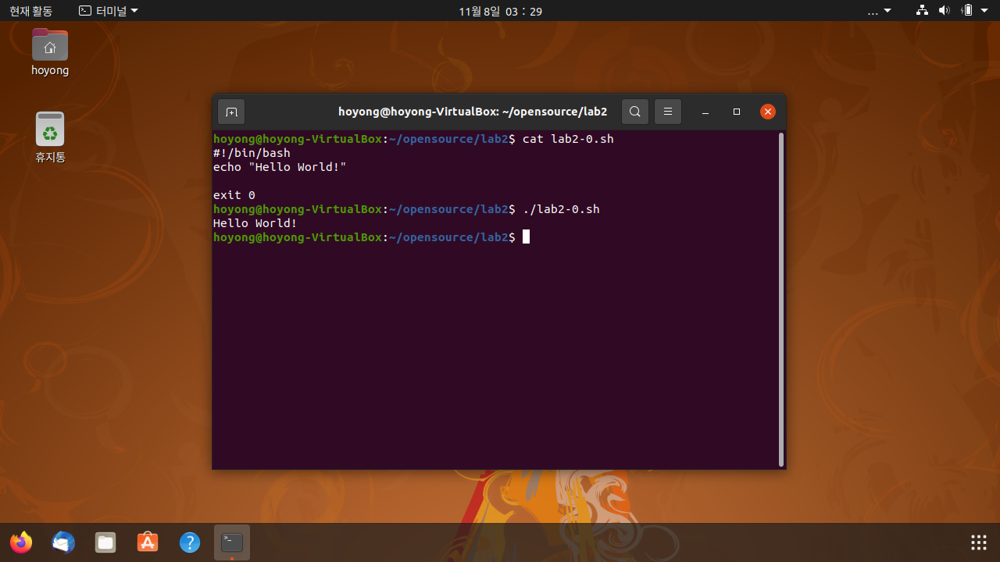 현재 활동 터미널 11월 8일 03 : 29 ...
hoyong
휴지통
hoyong@hoyong-VirtualBox: ~/opensource/lab2
hoyong@hoyong-VirtualBox:~/opensource/lab2$ cat lab2-0.sh
#!/bin/bash
echo "Hello World!"
exit 0
hoyong@hoyong-VirtualBox:~/opensource/lab2$ ./lab2-0.sh
Hello World!
hoyong@hoyong-VirtualBox:~/opensource/lab2$